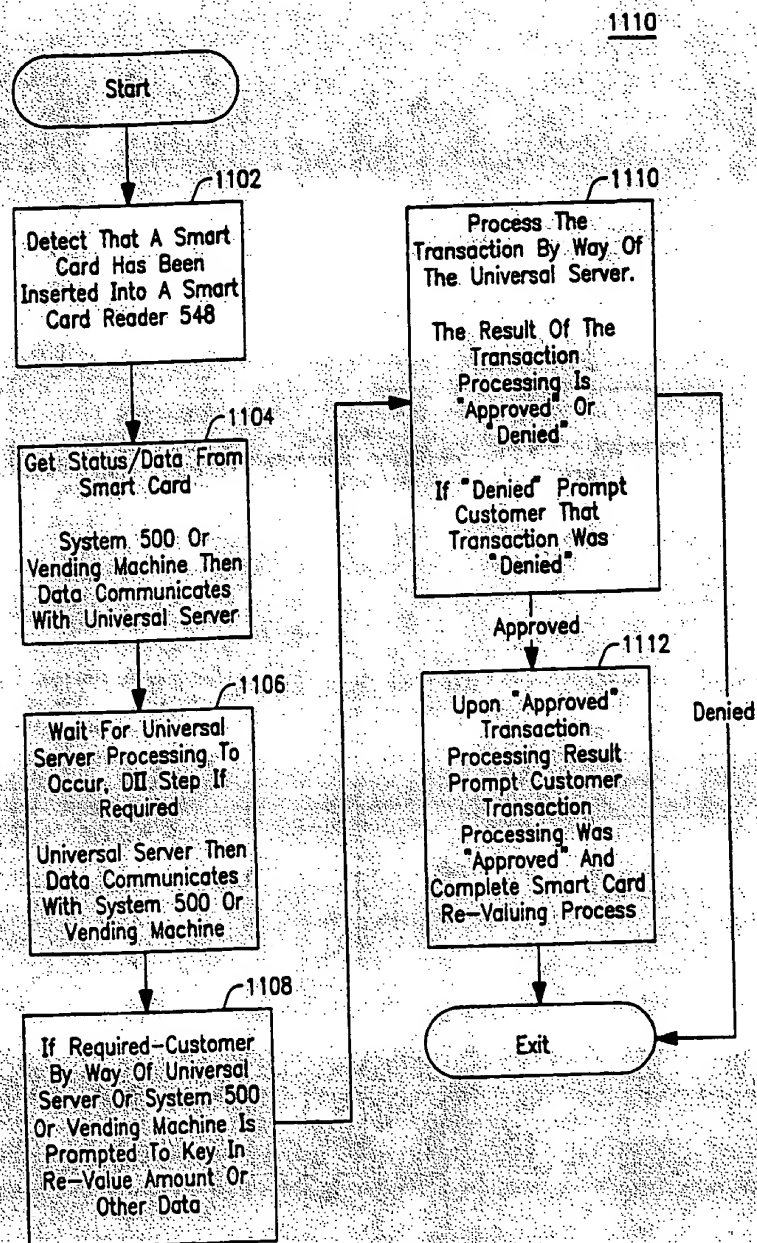 1110
Start
1102
Detect That A Smart
Card Has Been
Inserted Into A Smart
Card Reader 548
1104
Get Status/Data From
Smart Card
System 500 Or
Vending Machine Then
Data Communicates
With Universal Server
1106
Wait For Universal
Server Processing To
Occur, DII Step If
Required
Universal Server Then
Data Communicates
With System 500 Or
Vending Machine
1108
If Required-Customer
By Way Of Universal
Server Or System 500
Or Vending Machine Is
Prompted To Key In
Re-Value Amount Or
Other Data
1110
Process The
Transaction By Way Of
The Universal Server.
The Result Of The
Transaction
Processing Is
"Approved" Or
"Denied"
If "Denied" Prompt
Customer That
Transaction Was
"Denied"
Approved
1112
Upon "Approved"
Transaction
Processing Result
Prompt Customer
Transaction
Processing Was
"Approved" And
Complete Smart Card
Re-Valuing Process
Denied
Exit